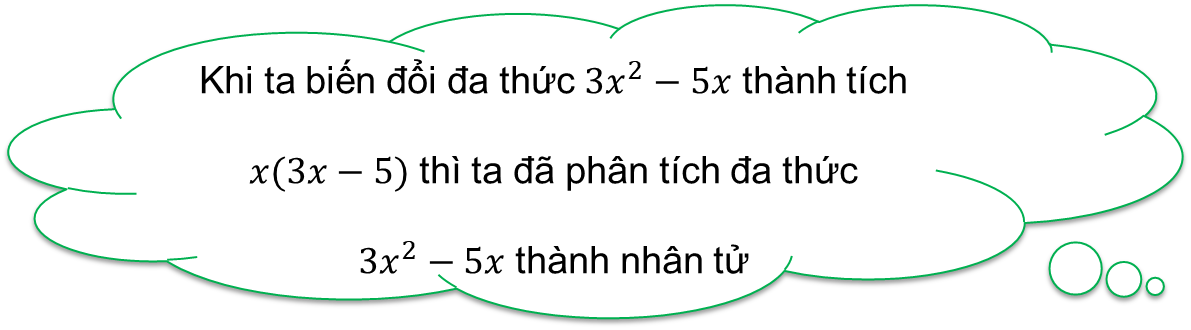 Khi ta biến đổi đa thức 3x² − 5x thành tích
x(3x − 5) thì ta đã phân tích đa thức
3x² − 5x thành nhân tử